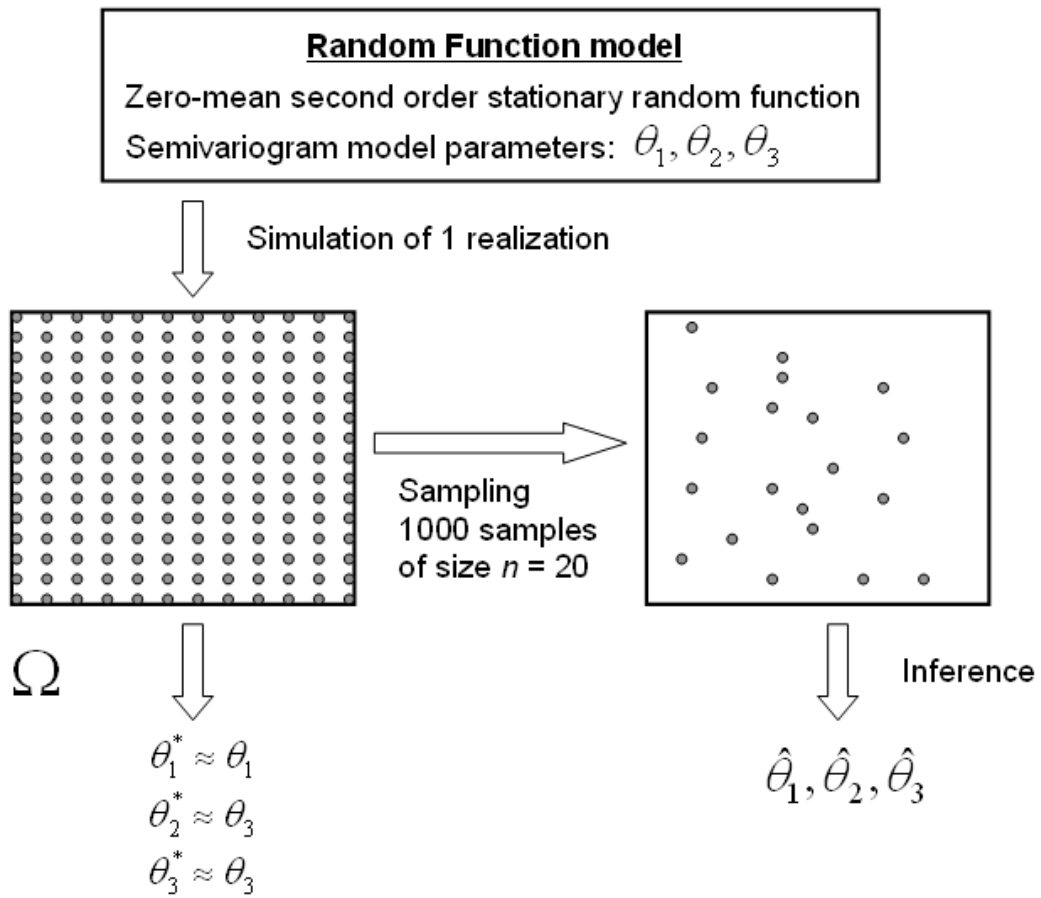 Random Function model
Zero-mean second order stationary random function
Semivariogram model parameters: θ₁, θ₂, θ₃
Simulation of 1 realization
Sampling
1000 samples
of size n = 20
Ω
Inference
θ₁* ≈ θ₁
θ₂* ≈ θ₃
θ₃* ≈ θ₃
θ̂₁, θ̂₂, θ̂₃